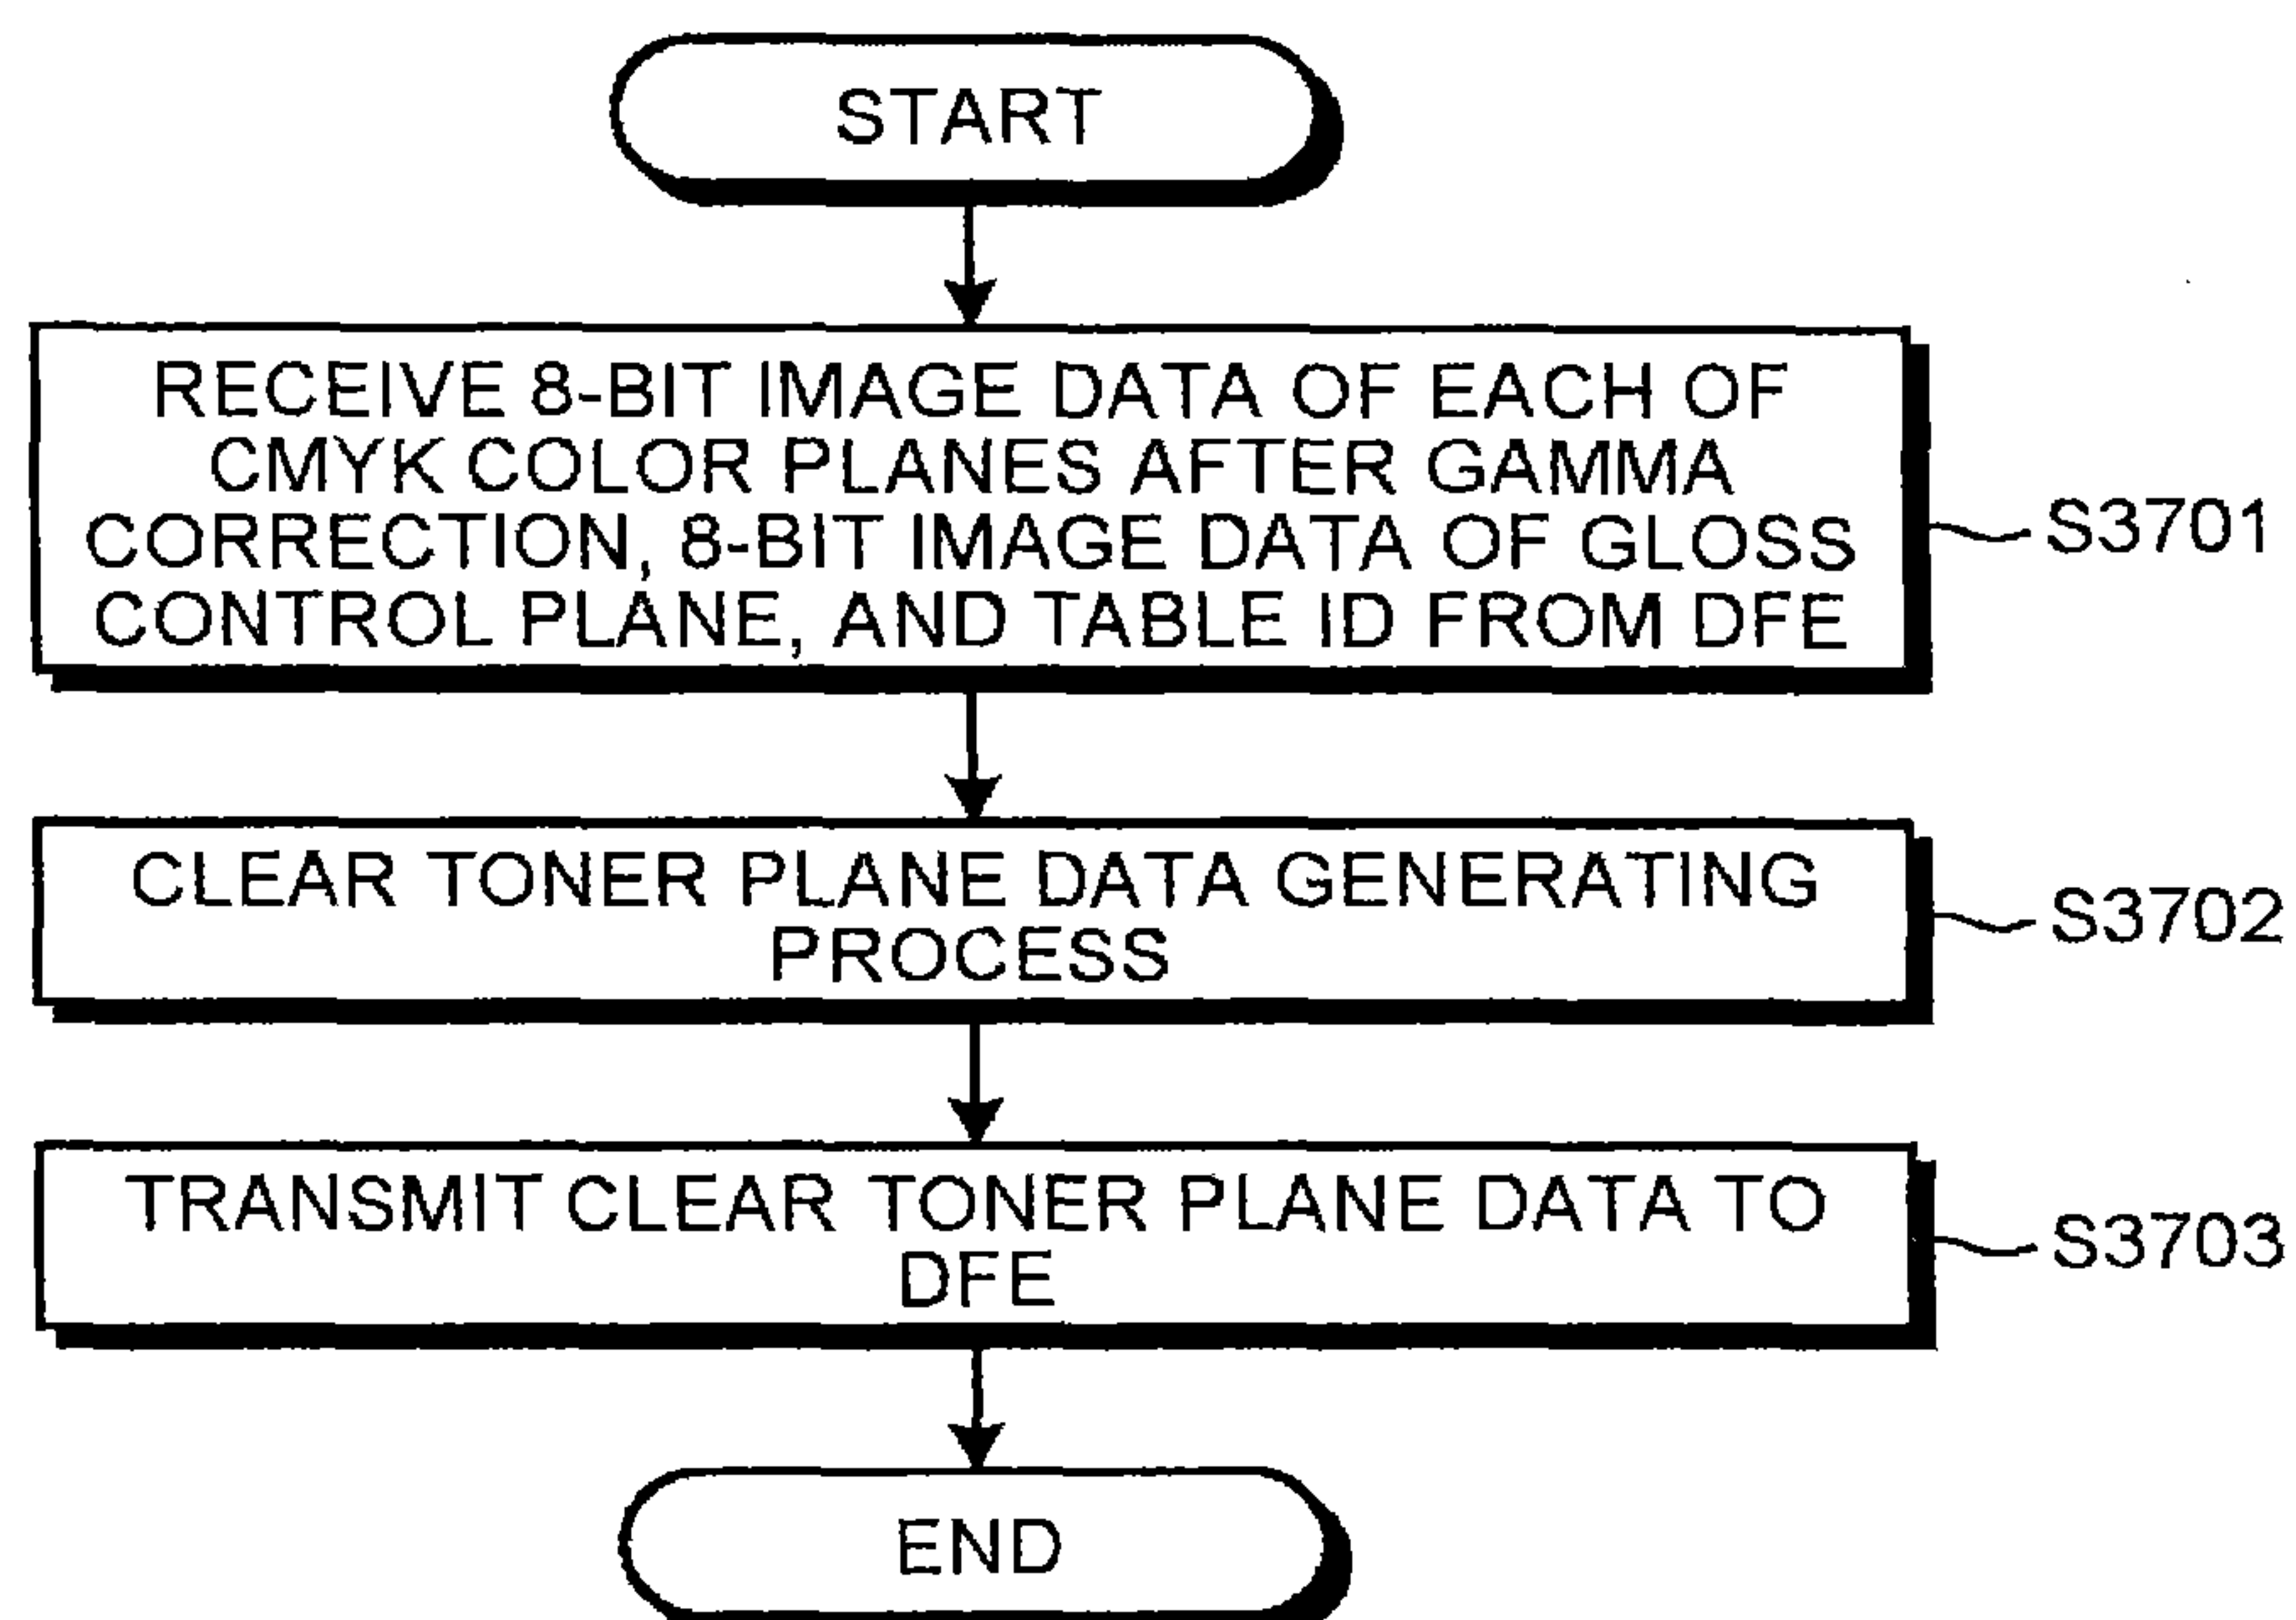 START
RECEIVE 8-BIT IMAGE DATA OF EACH OF
CMYK COLOR PLANES AFTER GAMMA
CORRECTION, 8-BIT IMAGE DATA OF GLOSS
CONTROL PLANE, AND TABLE ID FROM DFE
S3701
CLEAR TONER PLANE DATA GENERATING
PROCESS
S3702
TRANSMIT CLEAR TONER PLANE DATA TO
DFE
S3703
END